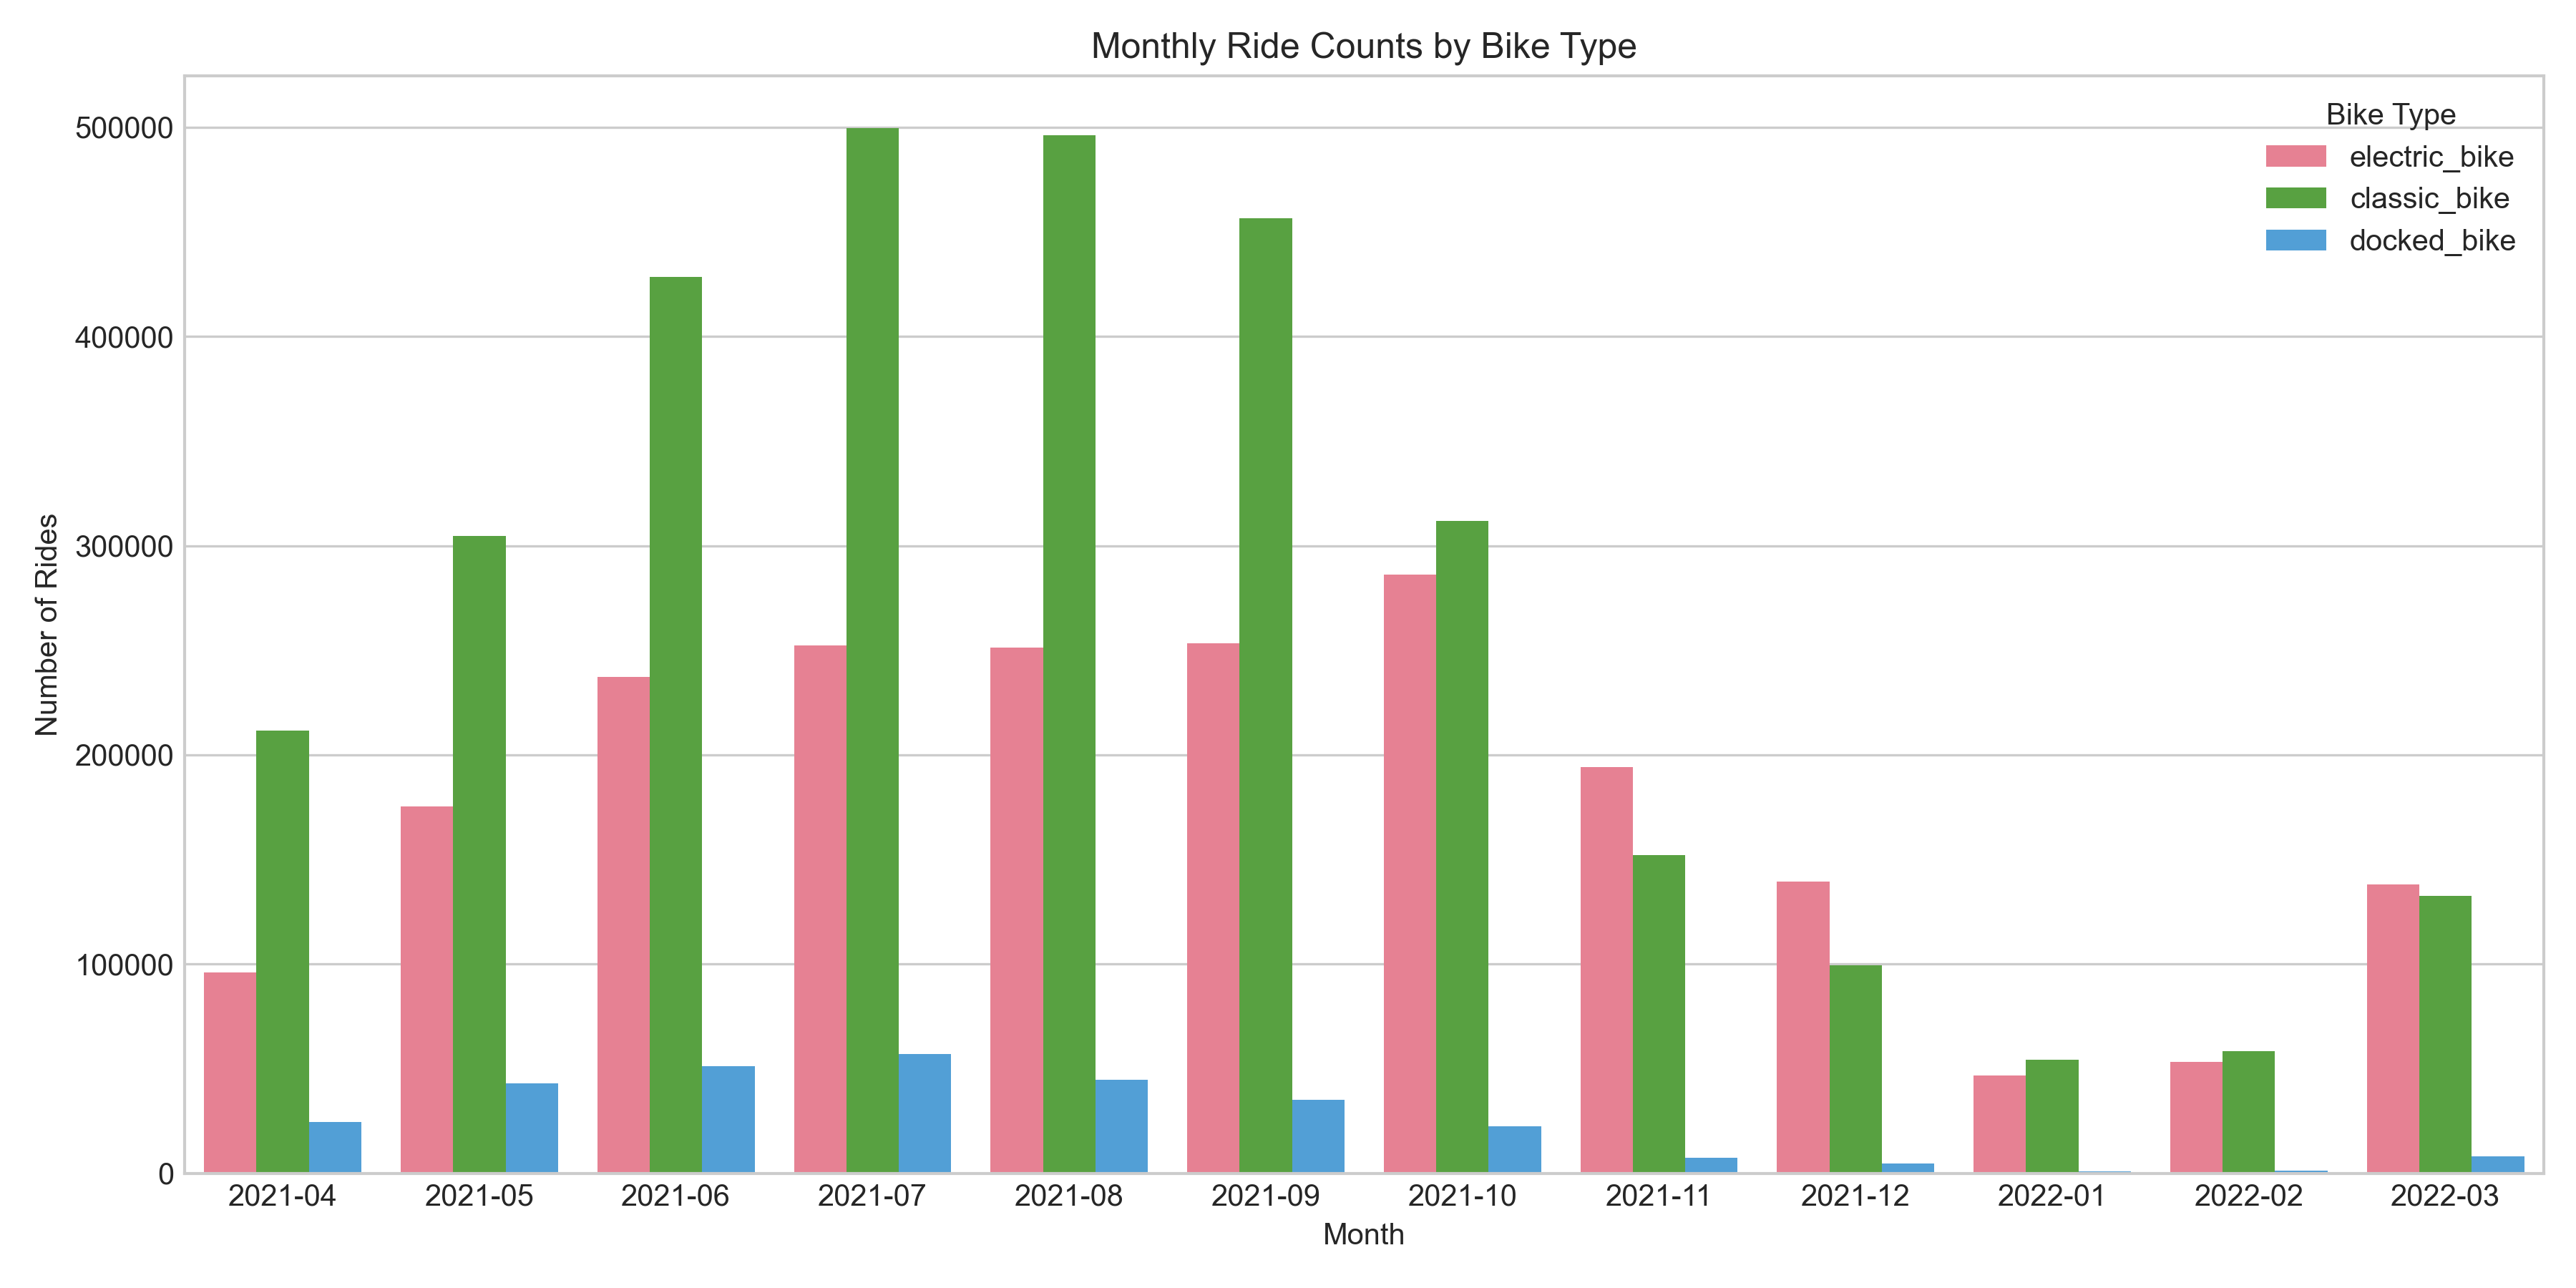 Monthly Ride Counts by Bike Type
Number of Rides
500000
400000
300000
200000
100000
0
Bike Type
electric_bike
classic_bike
docked_bike
2021-04 2021-05 2021-06 2021-07 2021-08 2021-09 2021-10 2021-11 2021-12 2022-01 2022-02 2022-03
Month